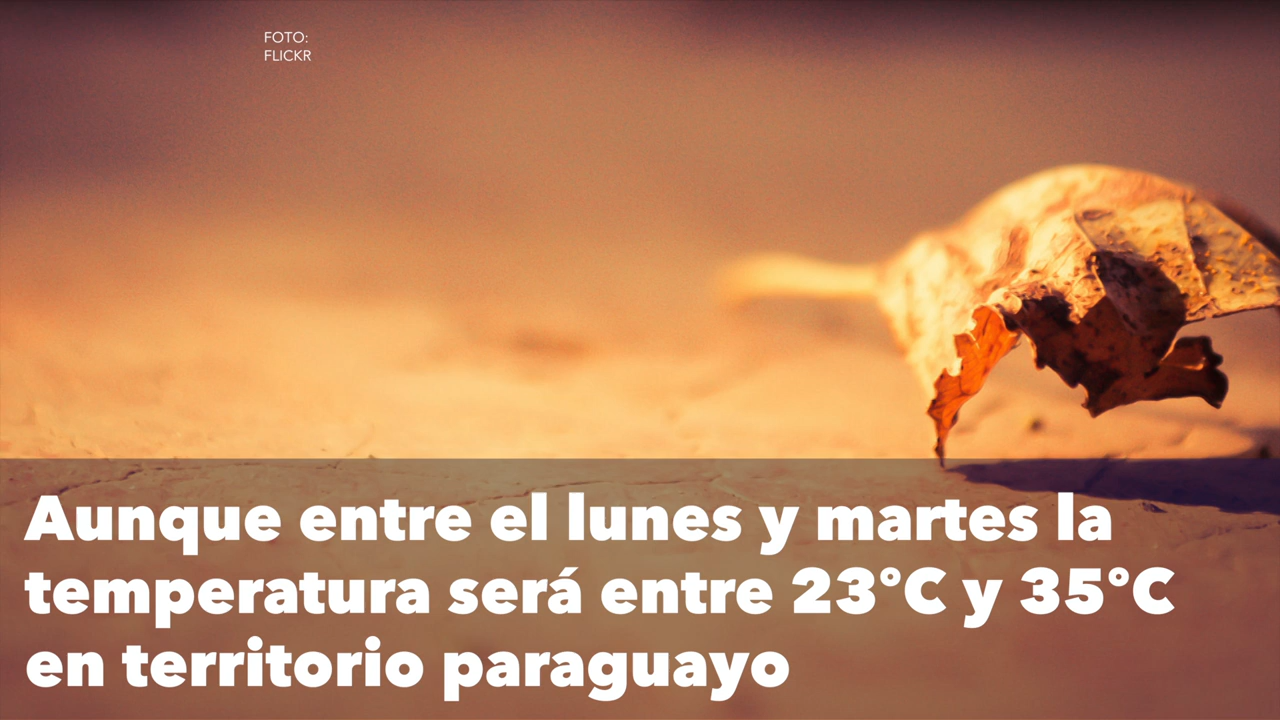 FOTO:
FLICKR
Aunque entre el lunes y martes la
temperatura será entre 23°C y 35°C
en territorio paraguayo